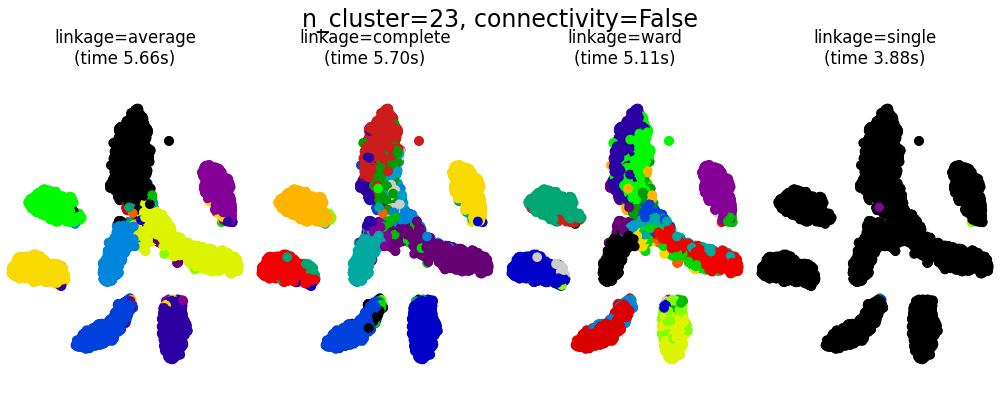 n_cluster=23, connectivity=False
linkage=average
(time 5.66s)
linkage=complete
(time 5.70s)
linkage=ward
(time 5.11s)
linkage=single
(time 3.88s)